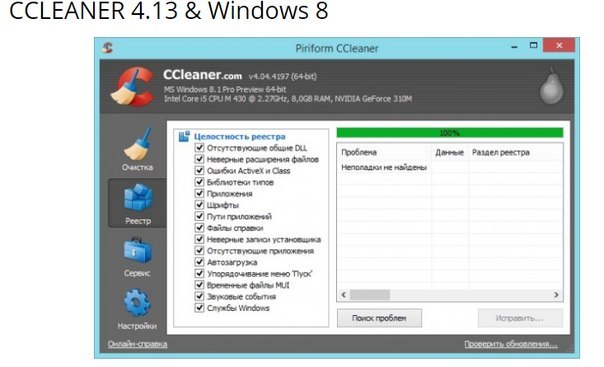 CCLEANER 4.13 & Windows 8
Piriform CCleaner
CCleaner.com v4.04.4197 (64-bit)
MS Windows 8.1 Pro Preview 64-bit
Intel Core i5 CPU M 430 @ 2.27GHz, 8,0GB RAM, NVIDIA GeForce 310M
Очистка
Реестр
Сервис
Настройки
Целостность реестра
Отсутствующие общие DLL
Неверные расширения файлов
Ошибки ActiveX и Class
Библиотеки типов
Приложения
Шрифты
Пути приложений
Файлы справки
Неверные записи установщика
Отсутствующие приложения
Автозагрузка
Упорядочивание меню 'Пуск'
Временные файлы MUI
Звуковые события
Службы Windows
100%
Проблема Данные Раздел реестра
Неполадки не найдены
Поиск проблем Исправить...
Онлайн-справка Проверить обновления...